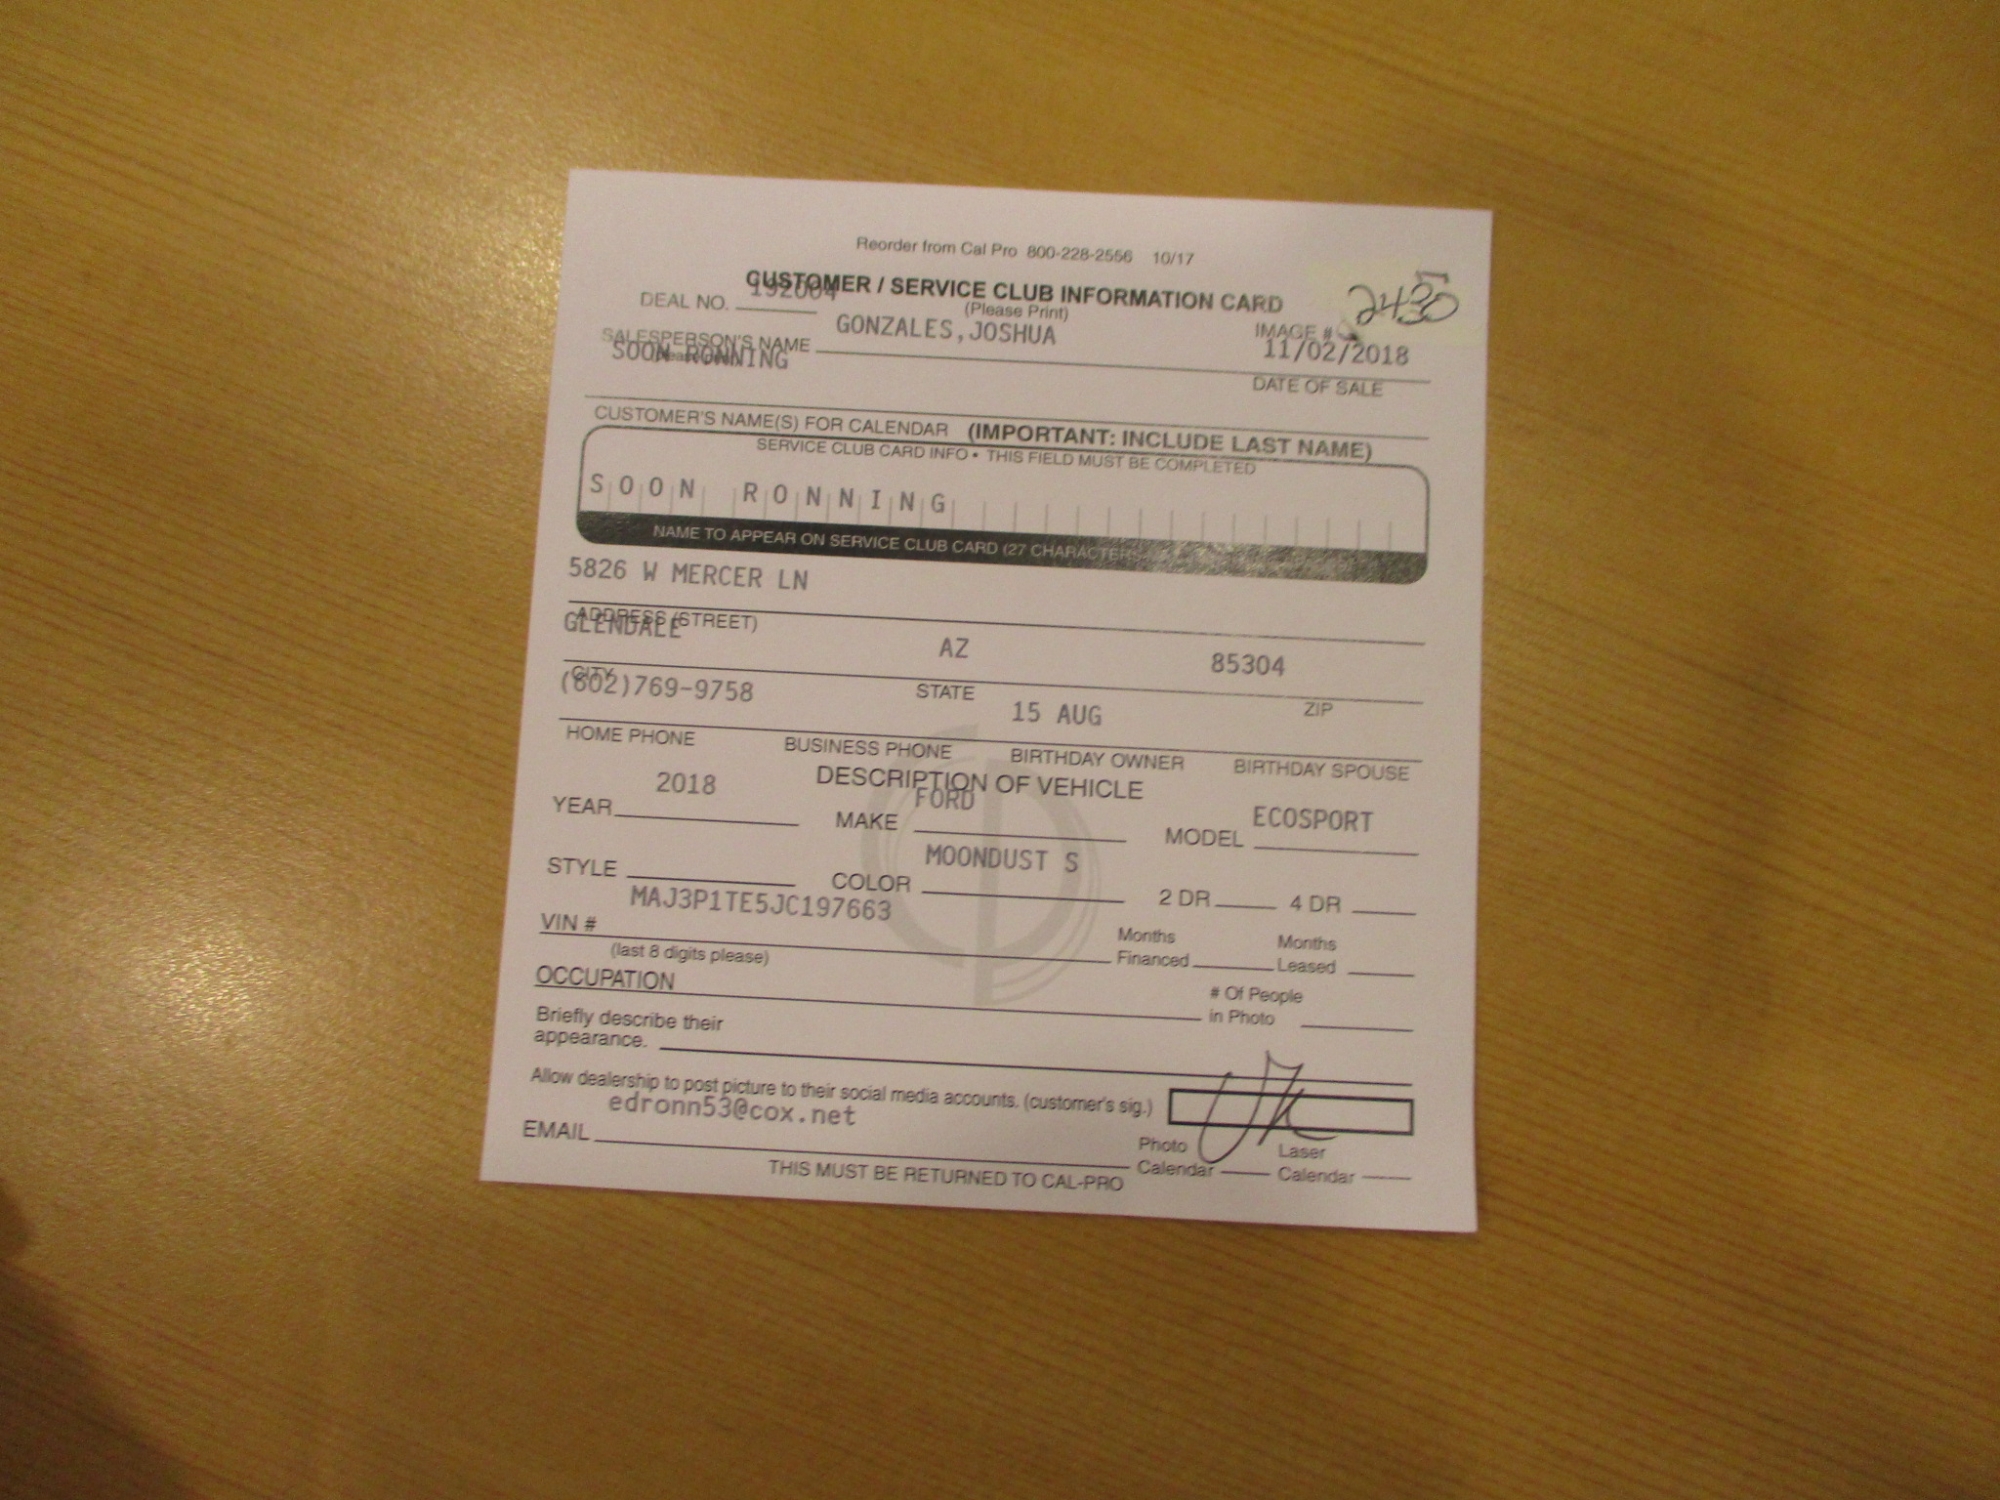 Reorder from Cal Pro 800-228-2556 10/17
CUSTOMER / SERVICE CLUB INFORMATION CARD
DEAL NO. 192004 (Please Print)
IMAGE #
SALESPERSON'S NAME GONZALES,JOSHUA 11/02/2018
SOON RONNING
DATE OF SALE
CUSTOMER'S NAME(S) FOR CALENDAR (IMPORTANT: INCLUDE LAST NAME)
SERVICE CLUB CARD INFO • THIS FIELD MUST BE COMPLETED
SOON RONNING
NAME TO APPEAR ON SERVICE CLUB CARD (27 CHARACTERS
5826 W MERCER LN
ADDRESS (STREET)
GLENDALE AZ 85304
CITY STATE ZIP
(602)769-9758 15 AUG
HOME PHONE BUSINESS PHONE BIRTHDAY OWNER BIRTHDAY SPOUSE
DESCRIPTION OF VEHICLE
YEAR 2018 MAKE FORD MODEL ECOSPORT
STYLE COLOR MOONDUST S 2 DR 4 DR
VIN # MAJ3P1TE5JC197663
(last 8 digits please)
Months Financed Months Leased
OCCUPATION
# Of People in Photo
Briefly describe their
appearance.
Allow dealership to post picture to their social media accounts. (customer's sig.)
EMAIL edronn53@cox.net
Photo Calendar Laser Calendar
THIS MUST BE RETURNED TO CAL-PRO